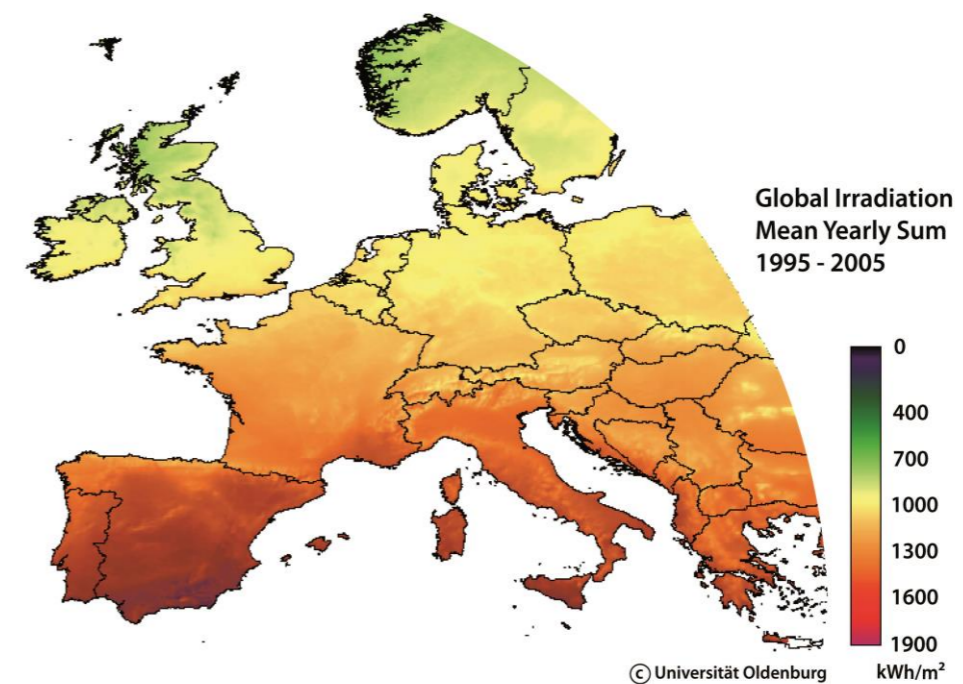 Global Irradiation
Mean Yearly Sum
1995 - 2005
0
400
700
1000
1300
1600
1900
kWh/m²
© Universität Oldenburg